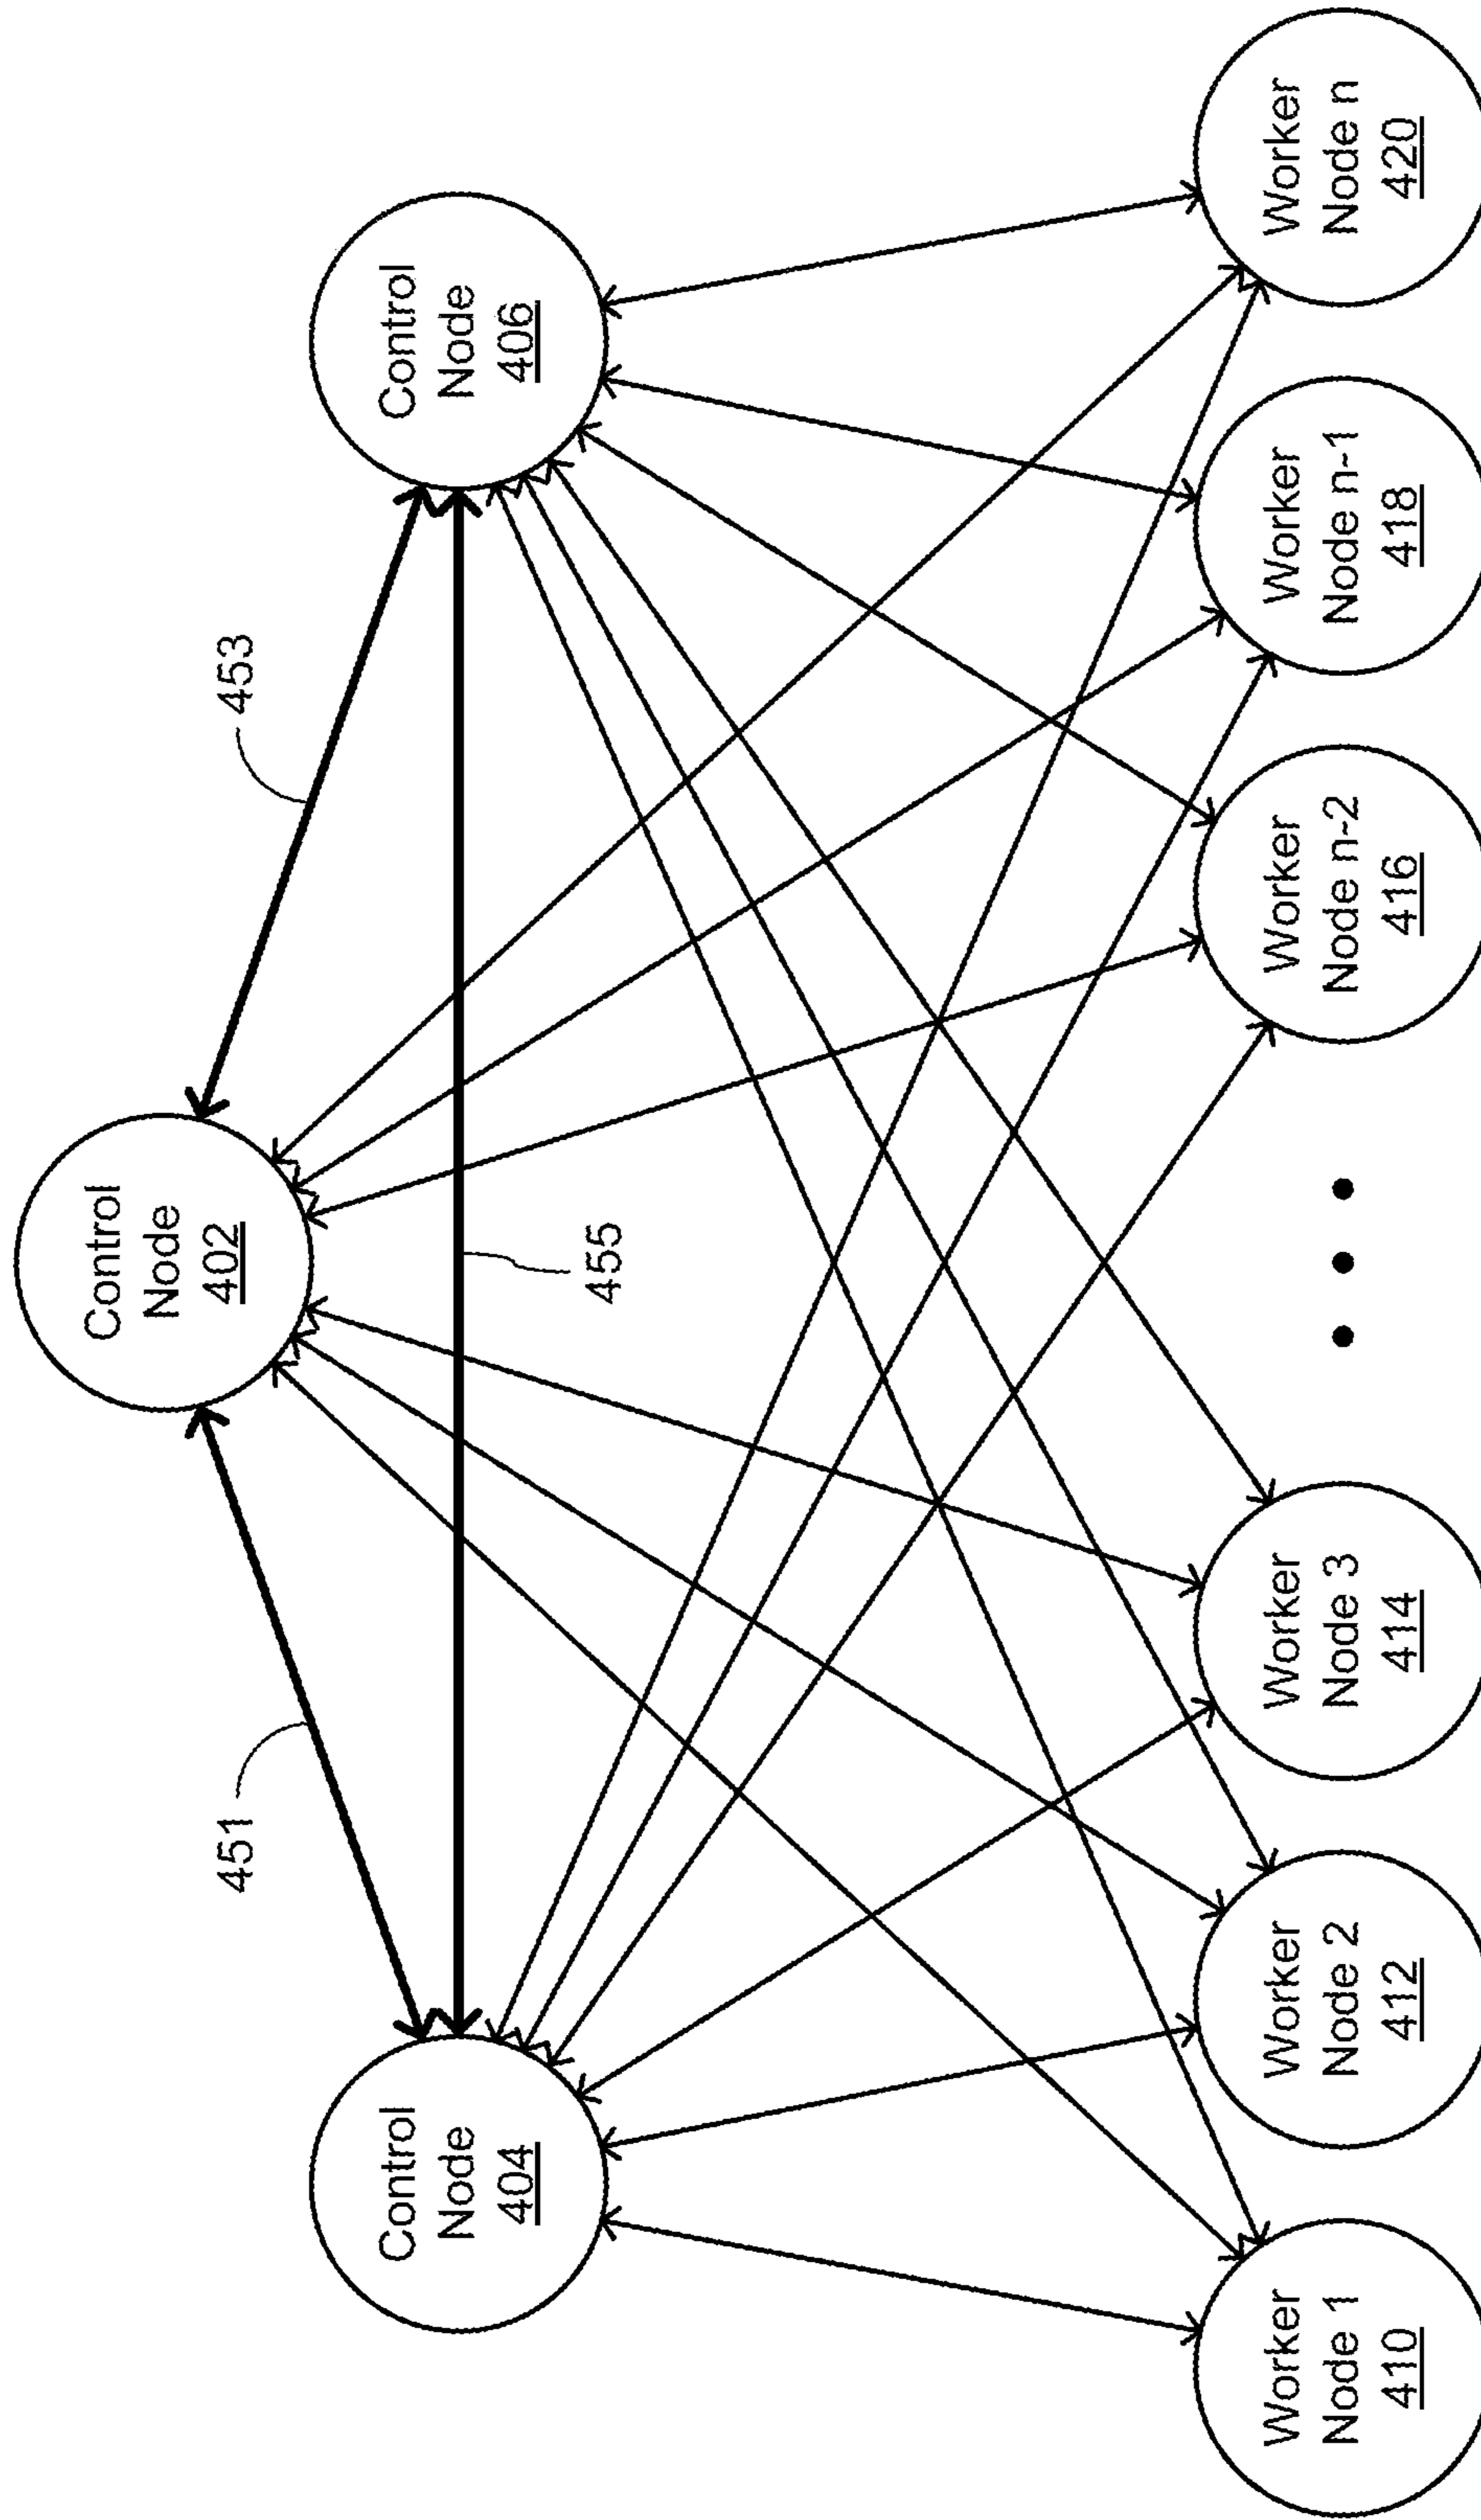 Control
Node
402
451
453
Control
Node
404
Control
Node
406
455
Worker
Node 1
410
Worker
Node 2
412
Worker
Node 3
414
Worker
Node n-2
416
Worker
Node n-1
418
Worker
Node n
420